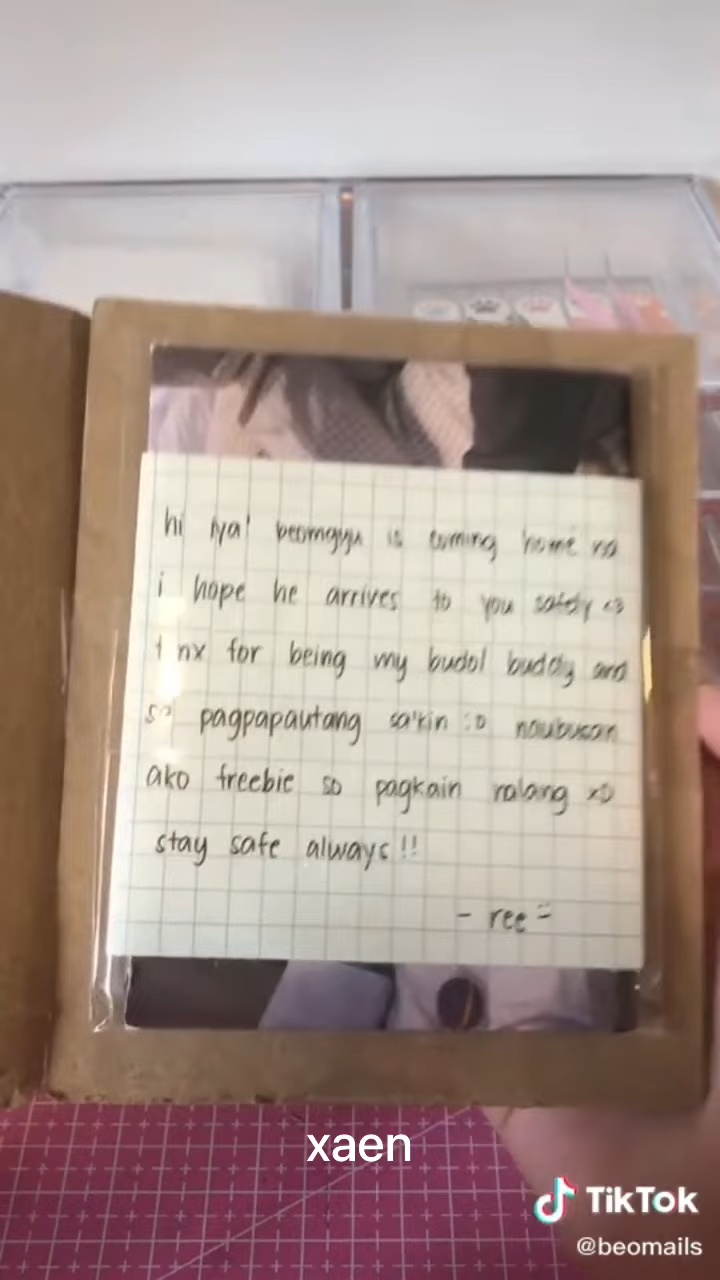 hi iya! beomgyu is coming home na
i hope he arrives to you safely <3
tnx for being my budol buddy and
sa pagpapautang sa'kin :D naubusan
ako freebie so pagkain nalang xD
stay safe always!!
- ree =
xaen
TikTok
@beomails